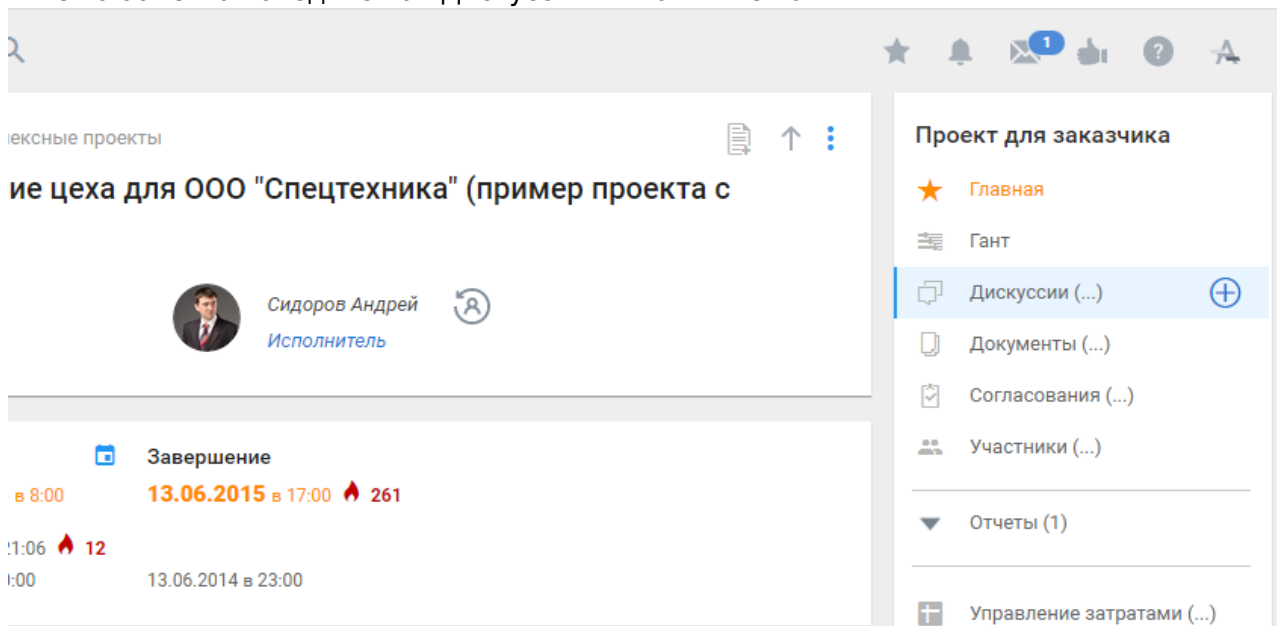 1
лексные проекты
ие цеха для ООО "Спецтехника" (пример проекта с
Сидоров Андрей
Исполнитель
Завершение
в 8:00
13.06.2015 в 17:00 261
21:06 12
:00
13.06.2014 в 23:00
Проект для заказчика
Главная
Гант
Дискуссии (...)
Документы (...)
Согласования (...)
Участники (...)
Отчеты (1)
Управление затратами (...)